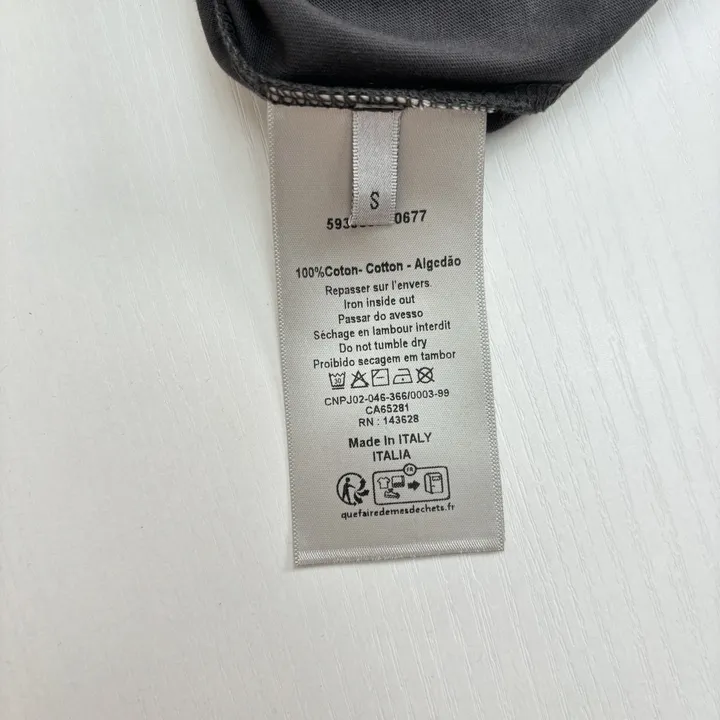 S
100%Coton- Cotton - Algodão
Repasser sur l'envers.
Iron inside out
Passar do avesso
Séchage en lambour interdit
Do not tumble dry
Proibido secagem em tambor
30
CNPJ02-046-366/0003-99
CA65281
RN : 143628
Made In ITALY
ITALIA
FR
quefairedemesdechets.fr